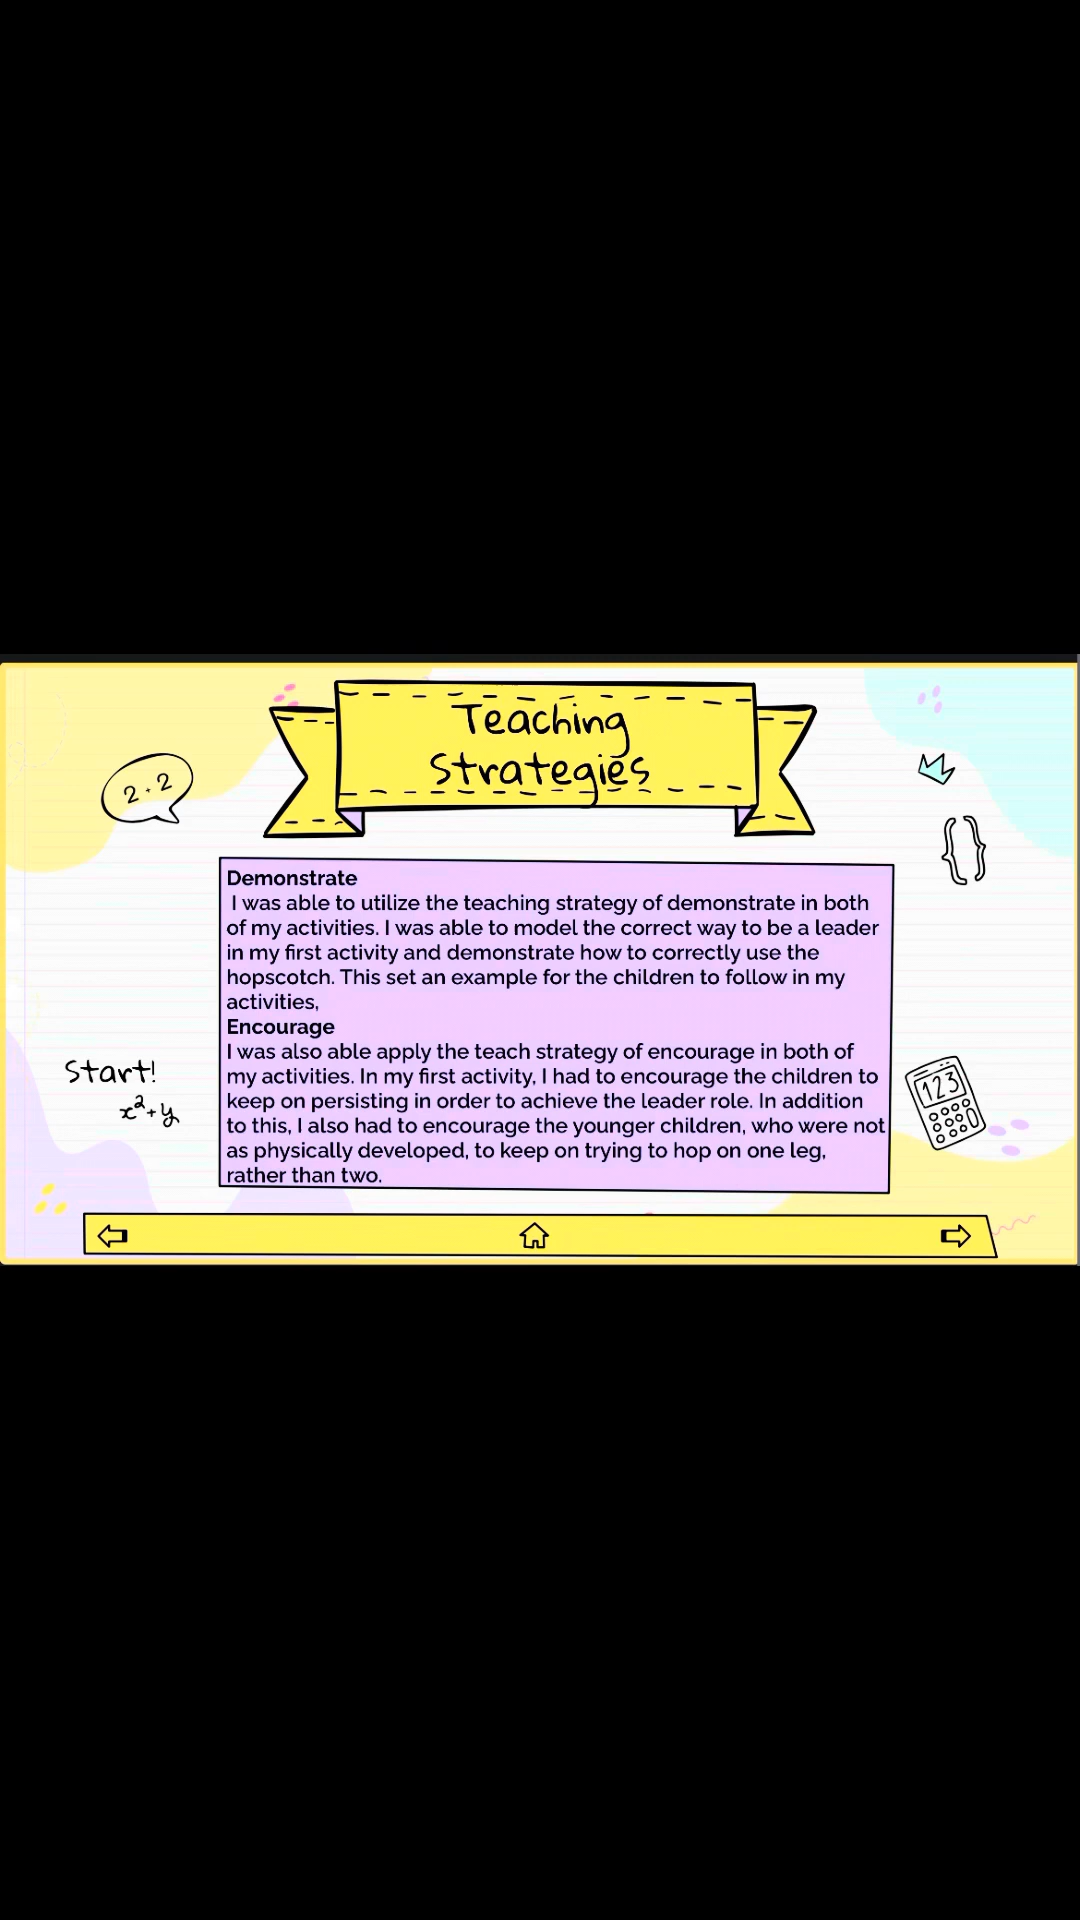 Teaching
Strategies
2+2
Demonstrate
I was able to utilize the teaching strategy of demonstrate in both
of my activities. I was able to model the correct way to be a leader
in my first activity and demonstrate how to correctly use the
hopscotch. This set an example for the children to follow in my
activities,
Encourage
I was also able apply the teach strategy of encourage in both of
my activities. In my first activity, I had to encourage the children to
keep on persisting in order to achieve the leader role. In addition
to this, I also had to encourage the younger children, who were not
as physically developed, to keep on trying to hop on one leg,
rather than two.
Start!
x²+y
{}
123